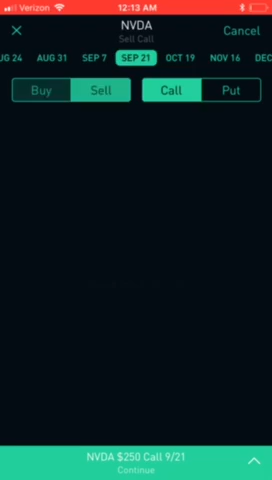 Verizon 12:13 AM
NVDA
Cancel
Sell Call
UG 24 AUG 31 SEP 7 SEP 21 OCT 19 NOV 16 DEC
Buy Sell Call Put
NVDA $250 Call 9/21
Continue